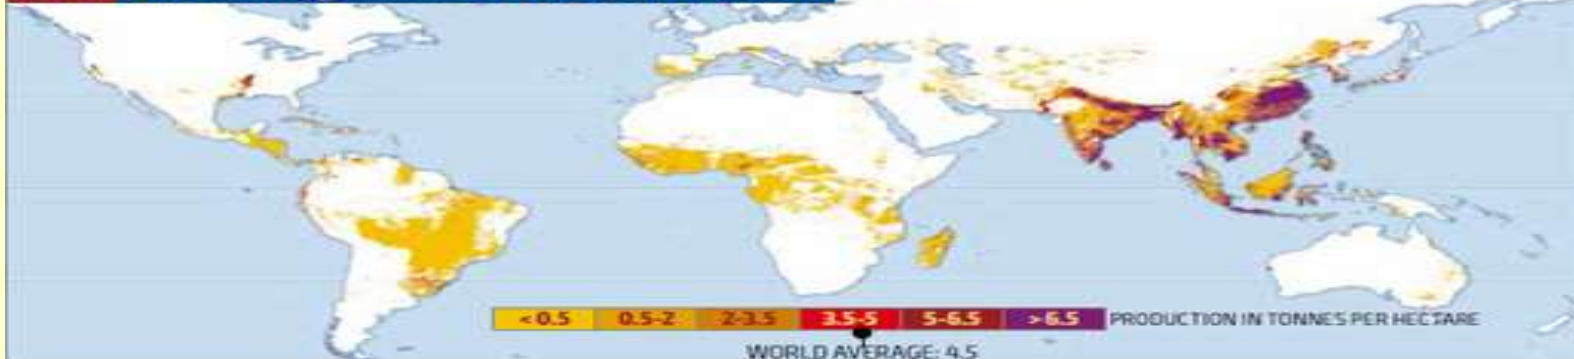 <0.5 0.5-2 2-3.5 3.5-5 5-6.5 >6.5 PRODUCTION IN TONNES PER HECTARE
WORLD AVERAGE: 4.5